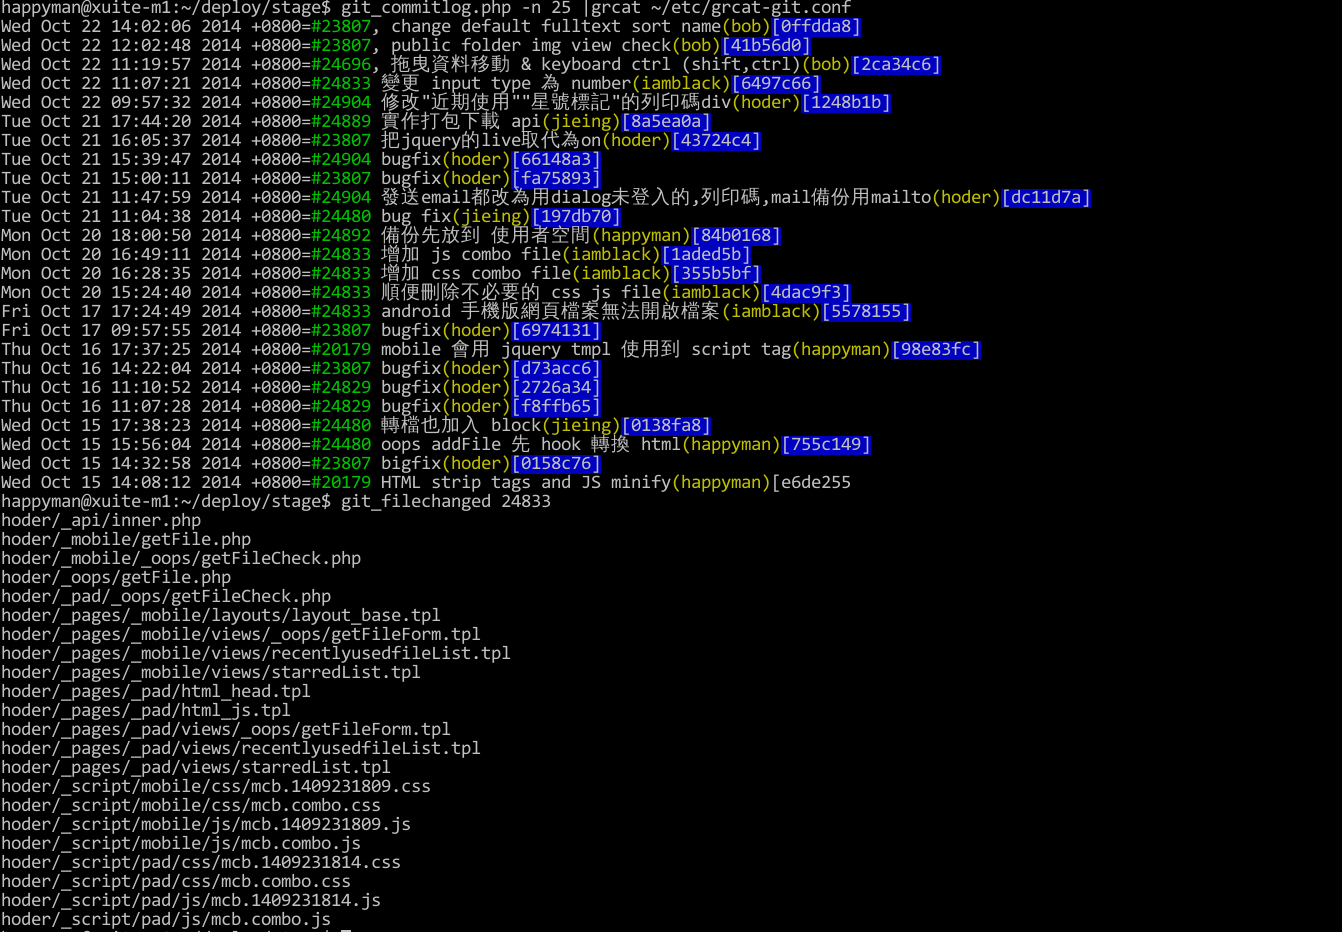 happyman@xuite-m1:~/deploy/stage$ git_commitlog.php -n 25 |grcat ~/etc/grcat-git.conf
Wed Oct 22 14:02:06 2014 +0800=#23807, change default fulltext sort name(bob)[0ffdda8]
Wed Oct 22 12:02:48 2014 +0800=#23807, public folder img view check(bob)[41b56d0]
Wed Oct 22 11:19:57 2014 +0800=#24696, 拖曳資料移動 & keyboard ctrl (shift,ctrl)(bob)[2ca34c6]
Wed Oct 22 11:07:21 2014 +0800=#24833 變更 input type 為 number(iamblack)[6497c66]
Wed Oct 22 09:57:32 2014 +0800=#24904 修改"近期使用""星號標記"的列印碼div(hoder)[1248b1b]
Tue Oct 21 17:44:20 2014 +0800=#24889 實作打包下載 api(jieing)[8a5ea0a]
Tue Oct 21 16:05:37 2014 +0800=#23807 把jquery的live取代為on(hoder)[43724c4]
Tue Oct 21 15:39:47 2014 +0800=#24904 bugfix(hoder)[66148a3]
Tue Oct 21 15:00:11 2014 +0800=#23807 bugfix(hoder)[fa75893]
Tue Oct 21 11:47:59 2014 +0800=#24904 發送email都改為用dialog未登入的,列印碼,mail備份用mailto(hoder)[dc11d7a]
Tue Oct 21 11:04:38 2014 +0800=#24480 bug fix(jieing)[197db70]
Mon Oct 20 18:00:50 2014 +0800=#24892 備份先放到 使用者空間(happyman)[84b0168]
Mon Oct 20 16:49:11 2014 +0800=#24833 增加 js combo file(iamblack)[1aded5b]
Mon Oct 20 16:28:35 2014 +0800=#24833 增加 css combo file(iamblack)[355b5bf]
Mon Oct 20 15:24:40 2014 +0800=#24833 順便刪除不必要的 css js file(iamblack)[4dac9f3]
Fri Oct 17 17:24:49 2014 +0800=#24833 android 手機版網頁檔案無法開啟檔案(iamblack)[5578155]
Fri Oct 17 09:57:55 2014 +0800=#23807 bugfix(hoder)[6974131]
Thu Oct 16 17:37:25 2014 +0800=#20179 mobile 會用 jquery tmpl 使用到 script tag(happyman)[98e83fc]
Thu Oct 16 14:22:04 2014 +0800=#23807 bugfix(hoder)[d73acc6]
Thu Oct 16 11:10:52 2014 +0800=#24829 bugfix(hoder)[2726a34]
Thu Oct 16 11:07:28 2014 +0800=#24829 bugfix(hoder)[f8ffb65]
Wed Oct 15 17:38:23 2014 +0800=#24480 轉檔也加入 block(jieing)[0138fa8]
Wed Oct 15 15:56:04 2014 +0800=#24480 oops addFile 先 hook 轉換 html(happyman)[755c149]
Wed Oct 15 14:32:58 2014 +0800=#23807 bigfix(hoder)[0158c76]
Wed Oct 15 14:08:12 2014 +0800=#20179 HTML strip tags and JS minify(happyman)[e6de255
happyman@xuite-m1:~/deploy/stage$ git_filechanged 24833
hoder/_api/inner.php
hoder/_mobile/getFile.php
hoder/_mobile/_oops/getFileCheck.php
hoder/_oops/getFile.php
hoder/_pad/_oops/getFileCheck.php
hoder/_pages/_mobile/layouts/layout_base.tpl
hoder/_pages/_mobile/views/_oops/getFileForm.tpl
hoder/_pages/_mobile/views/recentlyusedfileList.tpl
hoder/_pages/_mobile/views/starredList.tpl
hoder/_pages/_pad/html_head.tpl
hoder/_pages/_pad/html_js.tpl
hoder/_pages/_pad/views/_oops/getFileForm.tpl
hoder/_pages/_pad/views/recentlyusedfileList.tpl
hoder/_pages/_pad/views/starredList.tpl
hoder/_script/mobile/css/mcb.1409231809.css
hoder/_script/mobile/css/mcb.combo.css
hoder/_script/mobile/js/mcb.1409231809.js
hoder/_script/mobile/js/mcb.combo.js
hoder/_script/pad/css/mcb.1409231814.css
hoder/_script/pad/css/mcb.combo.css
hoder/_script/pad/js/mcb.1409231814.js
hoder/_script/pad/js/mcb.combo.js